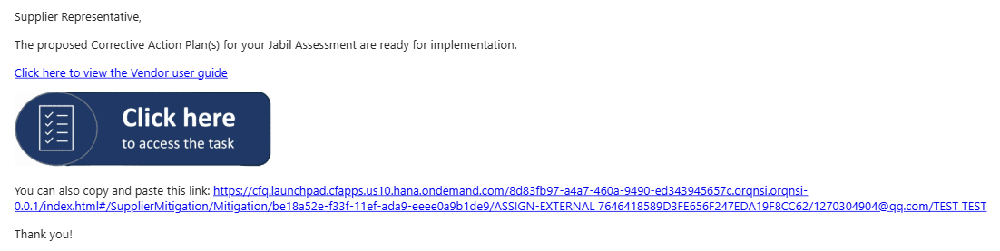 Supplier Representative,
The proposed Corrective Action Plan(s) for your Jabil Assessment are ready for implementation.
Click here to view the Vendor user guide
Click here
to access the task
You can also copy and paste this link: https://cfq.launchpad.cfapps.us10.hana.ondemand.com/8d83fb97-a4a7-460a-9490-ed343945657c.orqnsi.orqnsi-
0.0.1/index.html#/SupplierMitigation/Mitigation/be18a52e-f33f-11ef-ada9-eeee0a9b1de9/ASSIGN-EXTERNAL 7646418589D3FE656F247EDA19F8CC62/1270304904@qq.com/TEST TEST
Thank you!